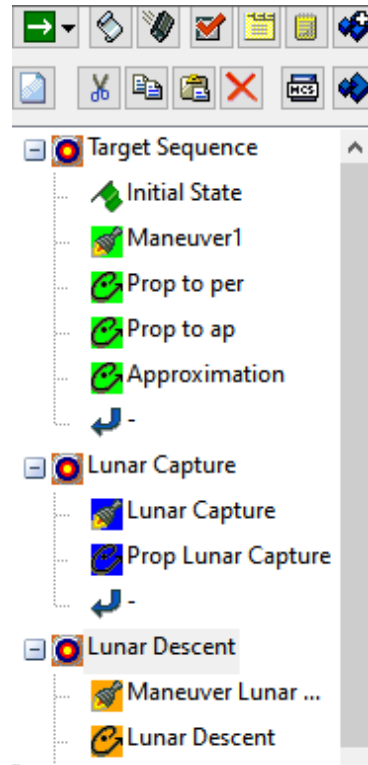 MCS
Target Sequence
Initial State
Maneuver1
Prop to per
Prop to ap
Approximation
-
Lunar Capture
Lunar Capture
Prop Lunar Capture
-
Lunar Descent
Maneuver Lunar ...
Lunar Descent